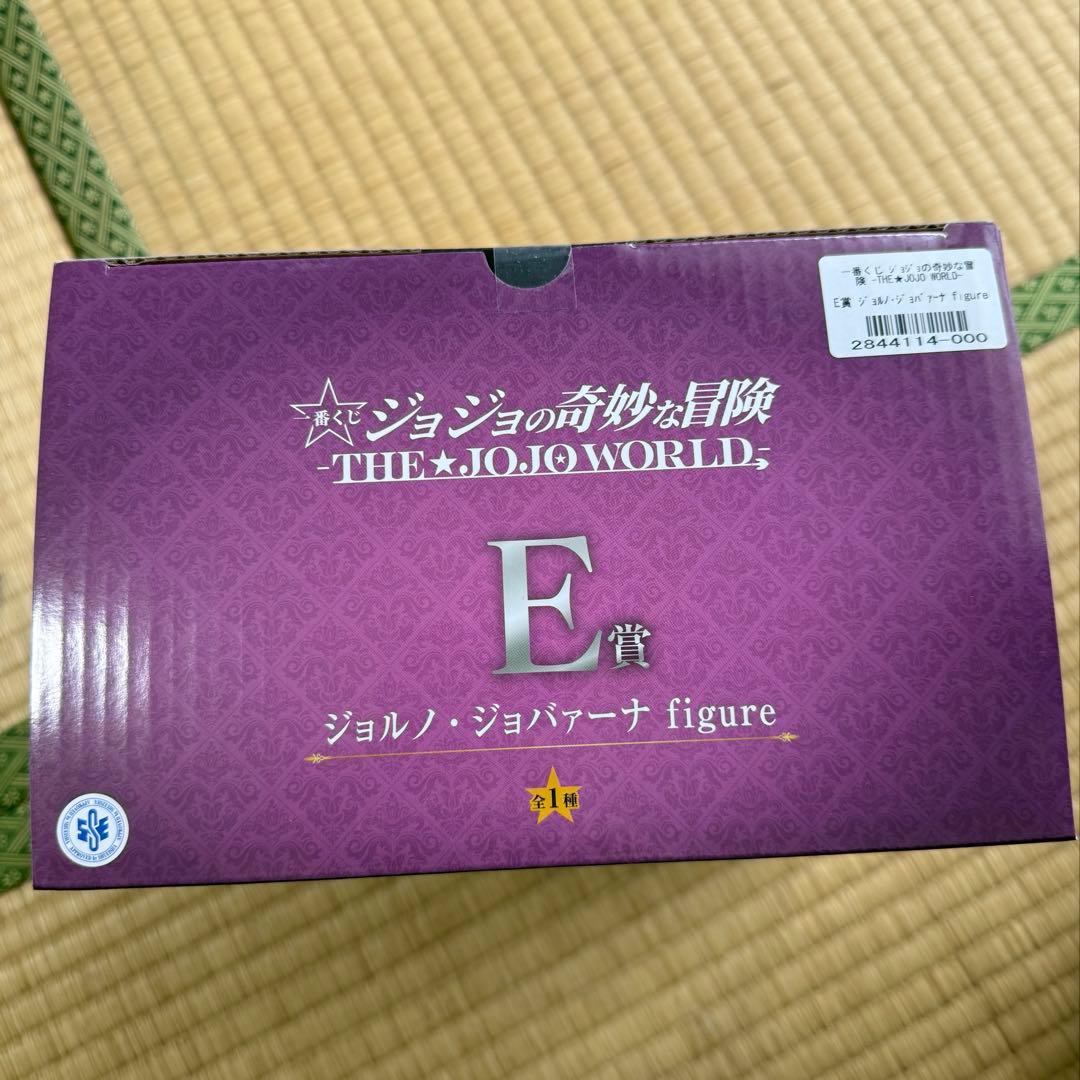 一番くじ ジョジョの奇妙な冒
険 -THE★JOJO WORLD-
E賞 ジョルノ・ジョバァーナ figure
2844114-000
一番くじ
ジョジョの奇妙な冒険
-THE★JOJO WORLD-
E賞
ジョルノ・ジョバァーナ figure
全1種